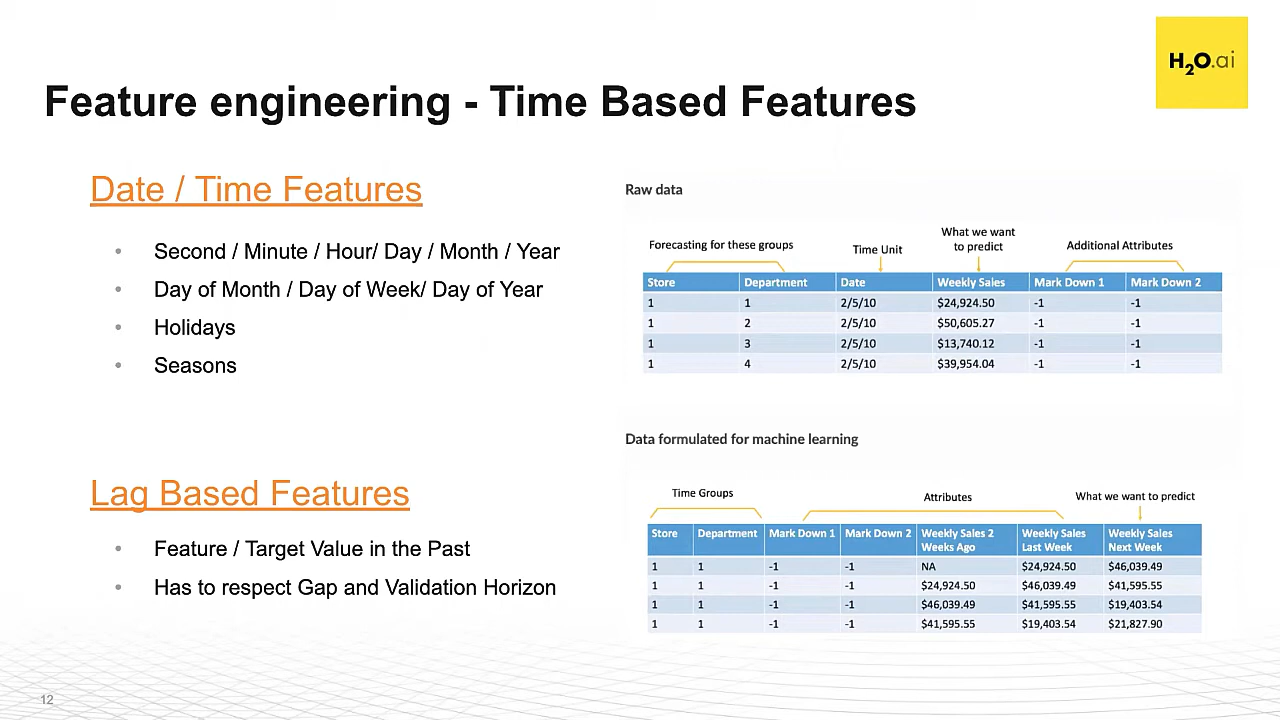 H2O.ai
Feature engineering - Time Based Features
Date / Time Features
• Second / Minute / Hour/ Day / Month / Year
• Day of Month / Day of Week/ Day of Year
• Holidays
• Seasons
Lag Based Features
• Feature / Target Value in the Past
• Has to respect Gap and Validation Horizon
Raw data
Forecasting for these groups Time Unit What we want to predict Additional Attributes
Store Department Date Weekly Sales Mark Down 1 Mark Down 2
1 1 2/5/10 $24,924.50 -1 -1
1 2 2/5/10 $50,605.27 -1 -1
1 3 2/5/10 $13,740.12 -1 -1
1 4 2/5/10 $39,954.04 -1 -1
Data formulated for machine learning
Time Groups Attributes What we want to predict
Store Department Mark Down 1 Mark Down 2 Weekly Sales 2 Weeks Ago Weekly Sales Last Week Weekly Sales Next Week
1 1 -1 -1 NA $24,924.50 $46,039.49
1 1 -1 -1 $24,924.50 $46,039.49 $41,595.55
1 1 -1 -1 $46,039.49 $41,595.55 $19,403.54
1 1 -1 -1 $41,595.55 $19,403.54 $21,827.90
12